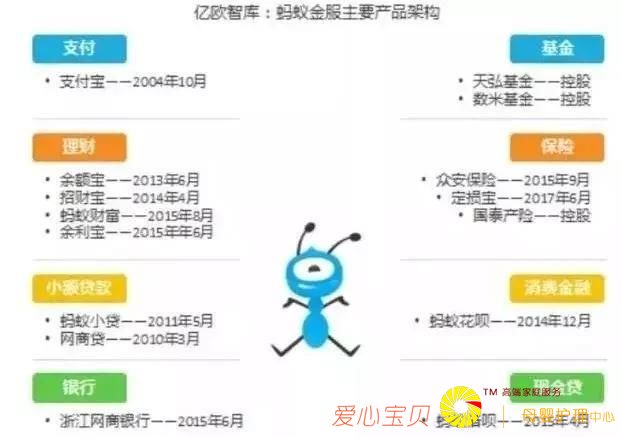 亿欧智库：蚂蚁金服主要产品架构
支付
• 支付宝——2004年10月
基金
天弘基金——控股 •
数米基金——控股 •
理财
• 余额宝——2013年6月
• 招财宝——2014年4月
• 蚂蚁财富——2015年8月
• 余利宝——2015年年6月
保险
众安保险——2015年9月 •
定损宝——2017年6月 •
国泰产险——控股 •
小额贷款
• 蚂蚁小贷——2011年5月
• 网商贷——2010年3月
消费金融
• 蚂蚁花呗——2014年12月
银行
• 浙江网商银行——2015年6月
现金贷
——2015年4月
爱心宝贝
TM 高端家庭服务
母婴护理中心